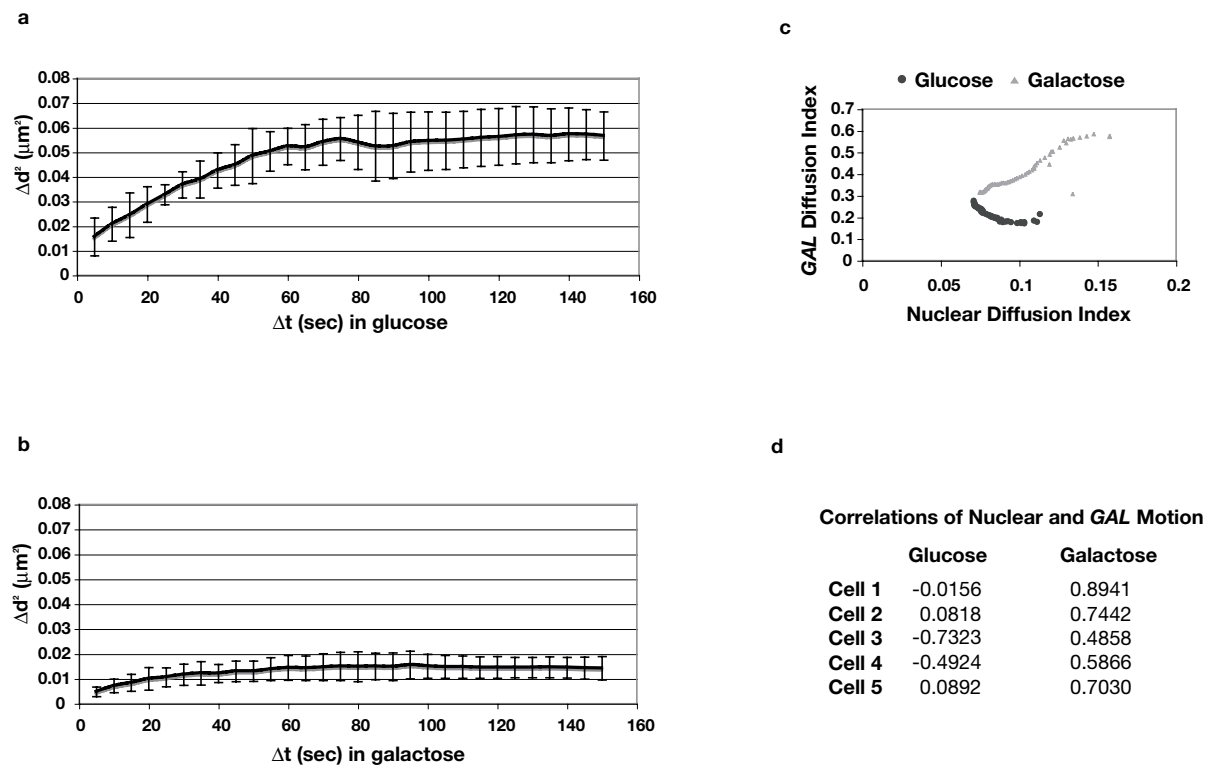 a
0.08
0.07
0.06
0.05
0.04
0.03
0.02
0.01
0
Δd² (μm²)
0 20 40 60 80 100 120 140 160
Δt (sec) in glucose
b
0.08
0.07
0.06
0.05
0.04
0.03
0.02
0.01
0
Δd² (μm²)
0 20 40 60 80 100 120 140 160
Δt (sec) in galactose
c
Glucose Galactose
0.7
0.6
0.5
0.4
0.3
0.2
0.1
0
GAL Diffusion Index
0 0.05 0.1 0.15 0.2
Nuclear Diffusion Index
d
Correlations of Nuclear and GAL Motion
Glucose Galactose
Cell 1 -0.0156 0.8941
Cell 2 0.0818 0.7442
Cell 3 -0.7323 0.4858
Cell 4 -0.4924 0.5866
Cell 5 0.0892 0.7030